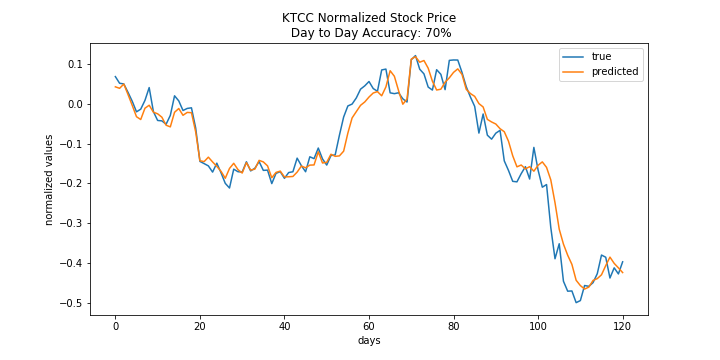 KTCC Normalized Stock Price
Day to Day Accuracy: 70%
true
predicted
normalized values
0.1
0.0
−0.1
−0.2
−0.3
−0.4
−0.5
0
20
40
60
80
100
120
days